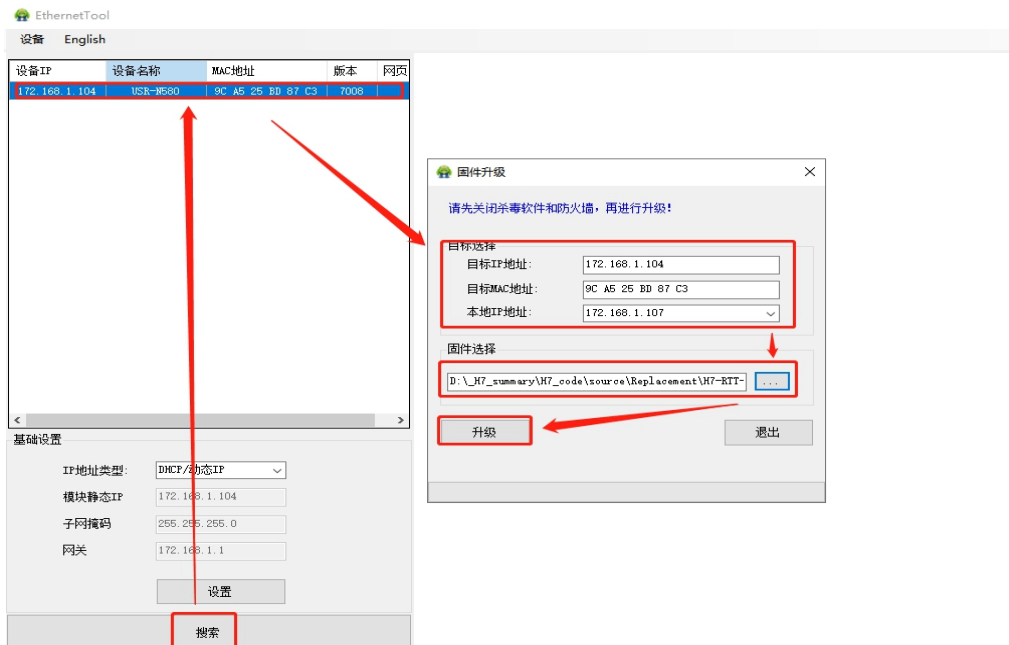 EthernetTool
设备 English
设备IP 设备名称 MAC地址 版本 网页
172.168.1.104 USR-N580 9C A5 25 BD 87 C3 7008
固件升级
请先关闭杀毒软件和防火墙，再进行升级!
目标选择
目标IP地址: 172.168.1.104
目标MAC地址: 9C A5 25 BD 87 C3
本地IP地址: 172.168.1.107
固件选择
D:\_H7_summary\H7_code\source\Replacement\H7-RTT- ...
升级 退出
基础设置
IP地址类型: DHCP/动态IP
模块静态IP 172.168.1.104
子网掩码 255.255.255.0
网关 172.168.1.1
设置
搜索